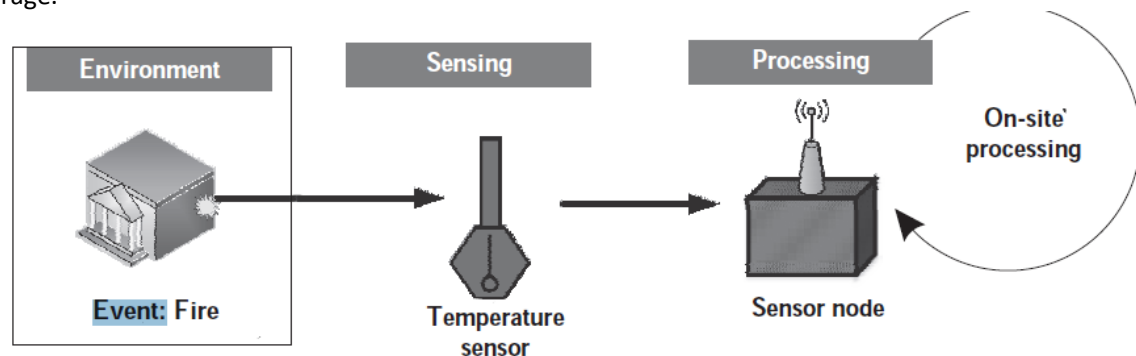 rage.
Environment
Sensing
Processing
On-site`
processing
Event: Fire
Temperature
sensor
Sensor node